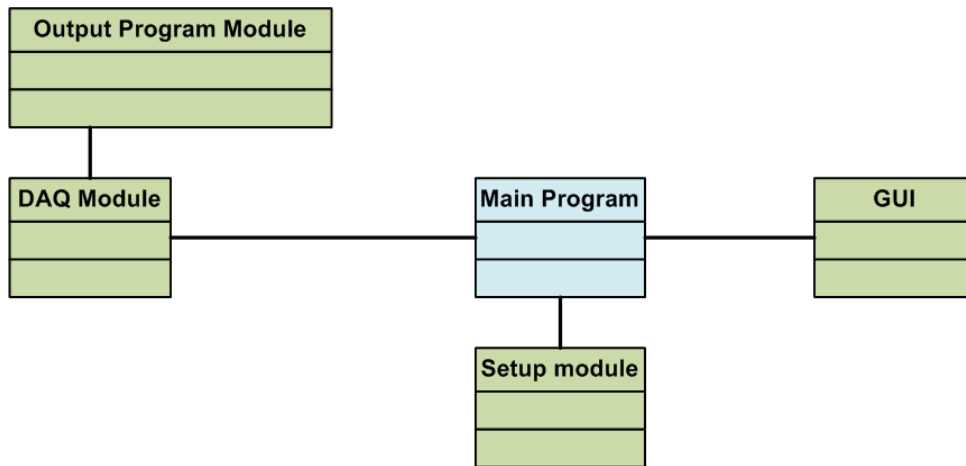 Output Program Module
DAQ Module
Main Program
GUI
Setup module